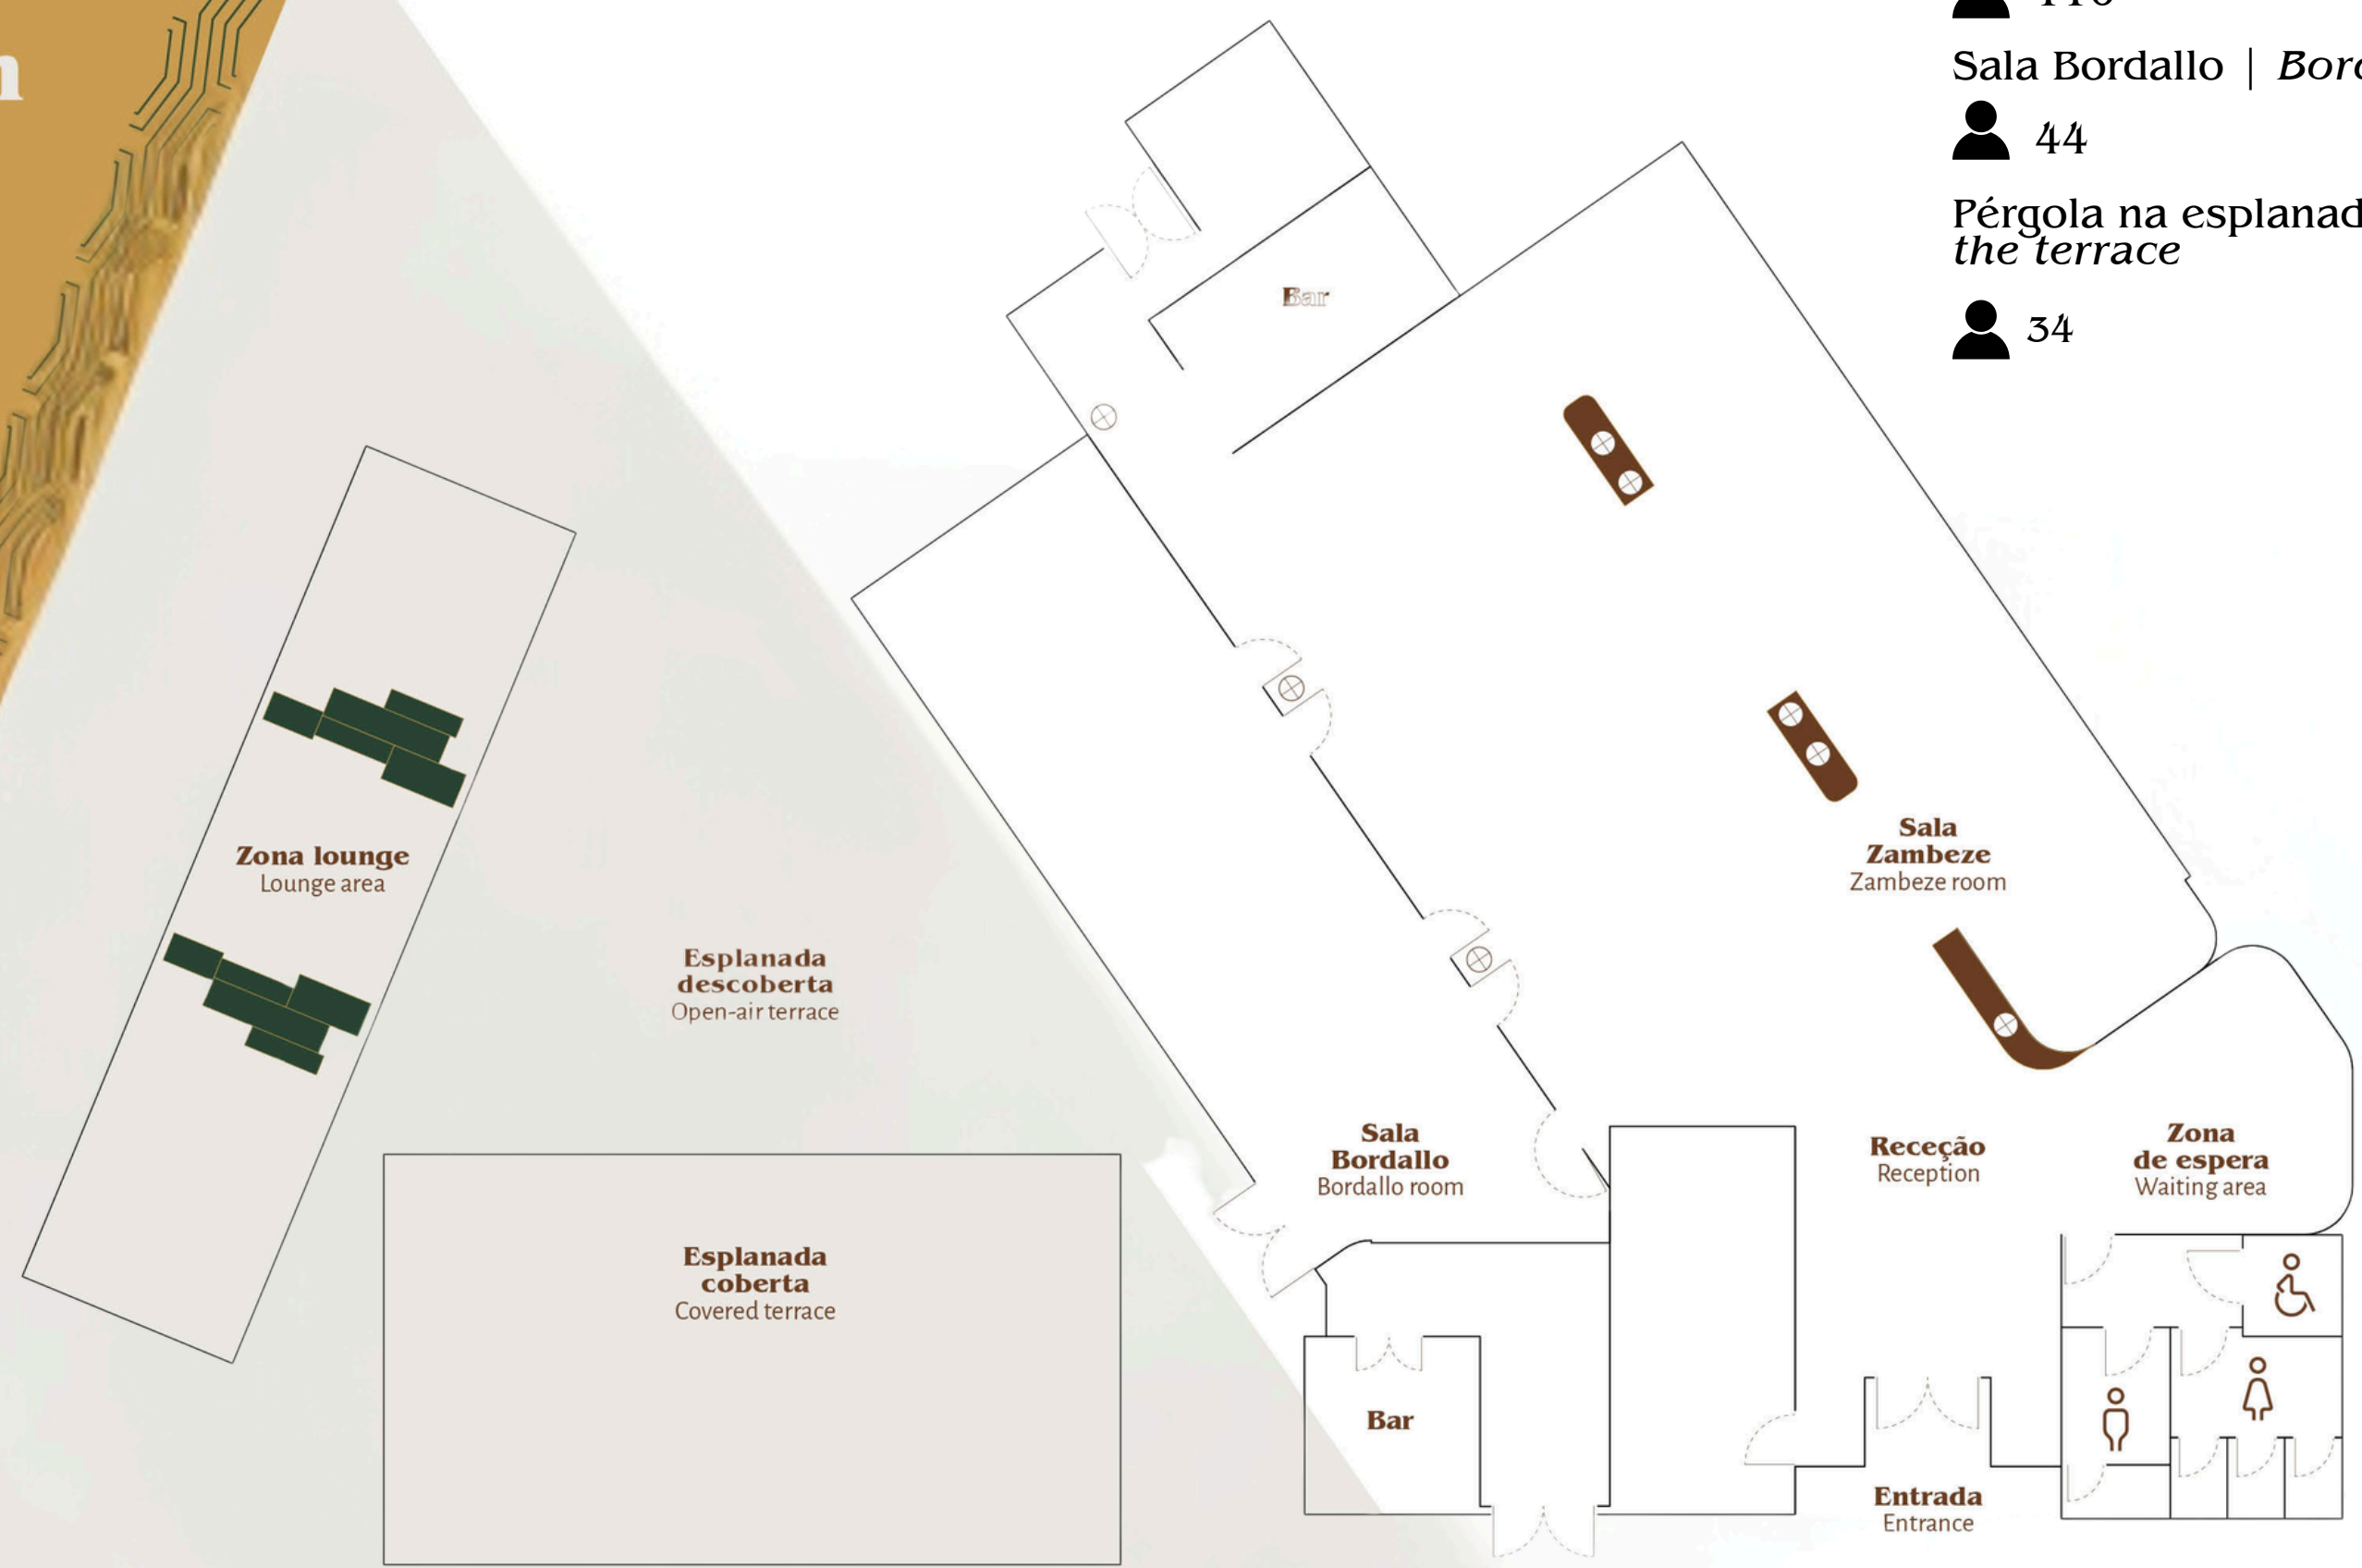 Sala Bordallo |
44
Pérgola na
the terrace
34
Bar
Zona lounge
Lounge area
Esplanada
descoberta
Open-air terrace
Sala
Zambeze
Zambeze room
Sala
Bordallo
Bordallo room
Receção
Reception
Zona
de espera
Waiting area
Esplanada
coberta
Covered terrace
Bar
Entrada
Entrance